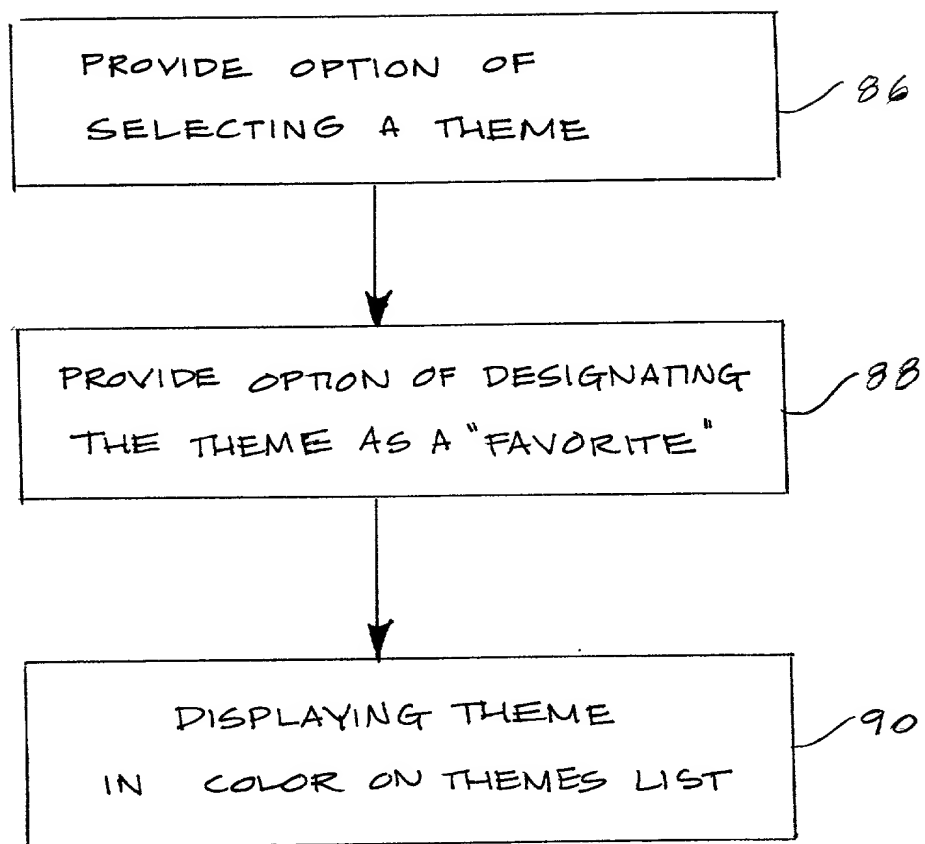 PROVIDE OPTION OF
SELECTING A THEME
86
PROVIDE OPTION OF DESIGNATING
THE THEME AS A "FAVORITE"
88
DISPLAYING THEME
IN COLOR ON THEMES LIST
90